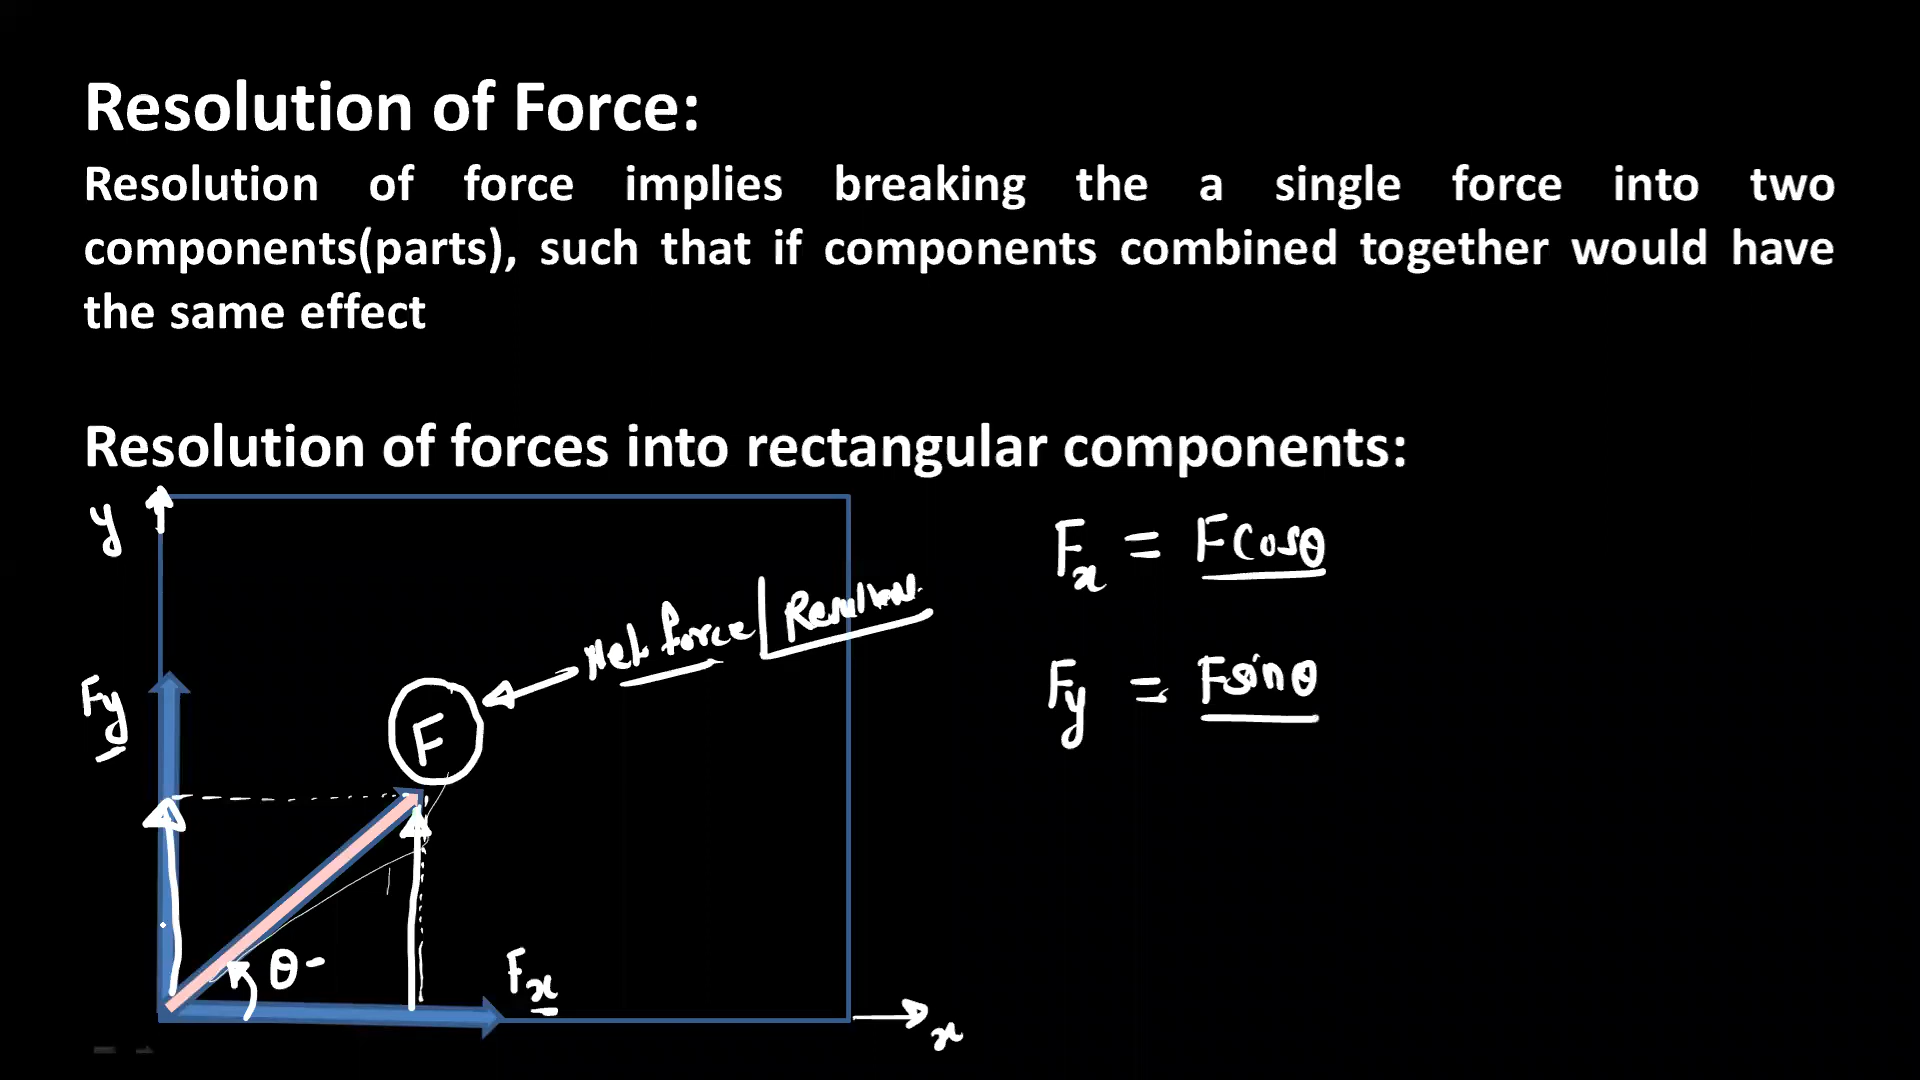 Resolution of Force:
Resolution of force implies breaking the a single force into two
components(parts), such that if components combined together would have
the same effect
Resolution of forces into rectangular components:
y
Fx = Fcosθ
Net force|
Fy = Fsinθ
Fy
F
θ
Fx
x